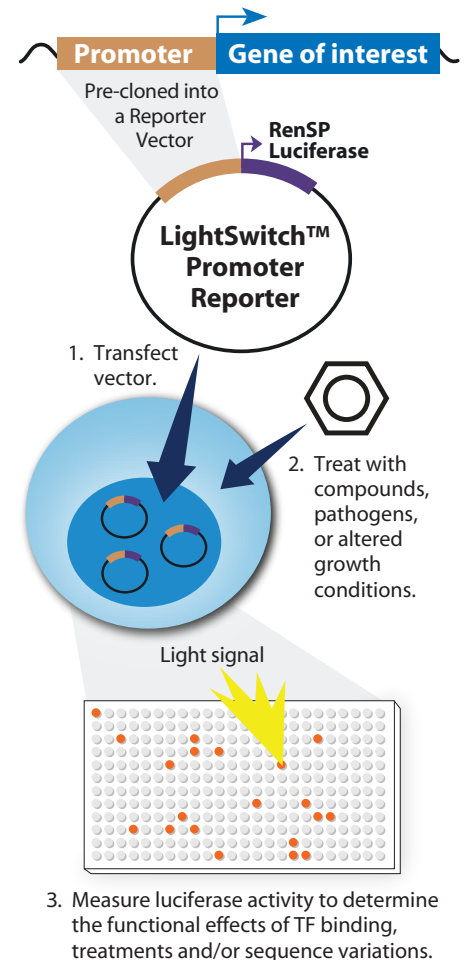 Promoter Gene of interest
Pre-cloned into
a Reporter
Vector
RenSP
Luciferase
LightSwitch™
Promoter
Reporter
1. Transfect
vector.
2. Treat with
compounds,
pathogens,
or altered
growth
conditions.
Light signal
3. Measure luciferase activity to determine
the functional effects of TF binding,
treatments and/or sequence variations.